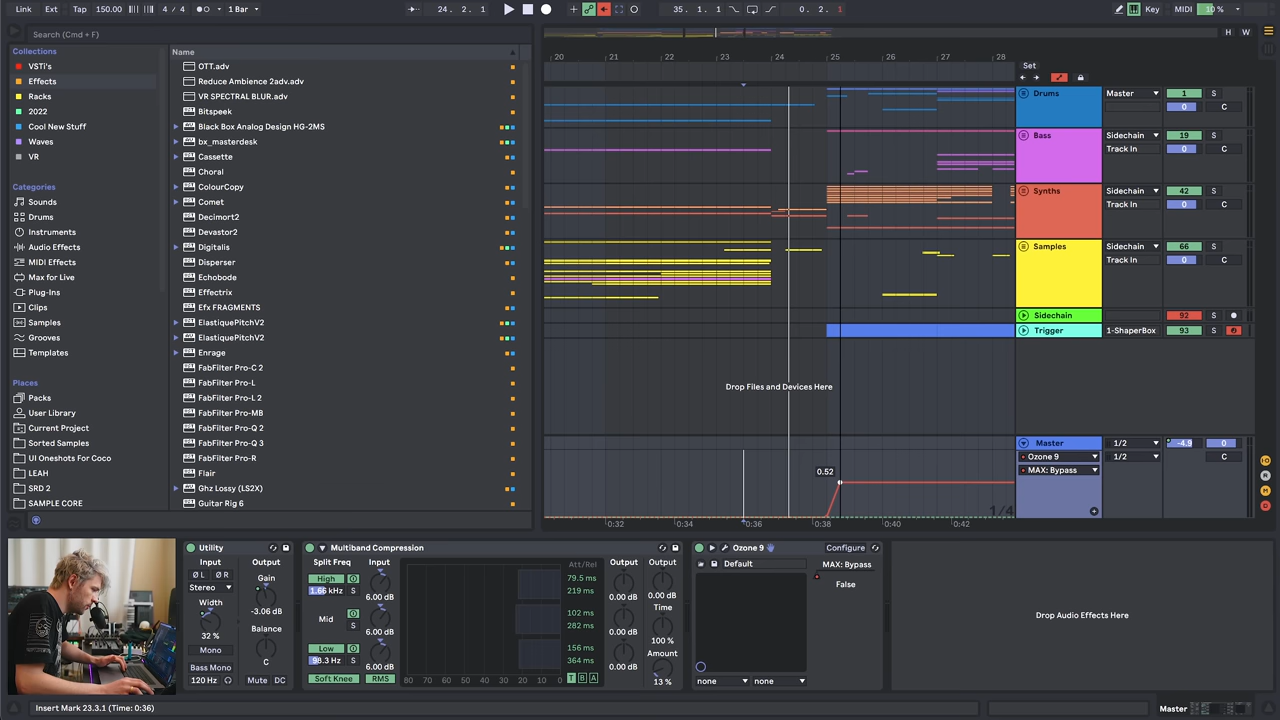 Link Ext Tap 150.00 4 / 4 1 Bar 24. 2. 1 35. 1. 1 0. 2. 1 Key MIDI 10 %
Search (Cmd + F)
H W
Collections
VSTi's
Effects
Racks
2022
Cool New Stuff
Waves
VR
Categories
Sounds
Drums
Instruments
Audio Effects
MIDI Effects
Max for Live
Plug-Ins
Clips
Samples
Grooves
Templates
Places
Packs
User Library
Current Project
Sorted Samples
UI Oneshots For Coco
LEAH
SRD 2
SAMPLE CORE
Name
OTT.adv
Reduce Ambience 2adv.adv
VR SPECTRAL BLUR.adv
Bitspeek
Black Box Analog Design HG-2MS
bx_masterdesk
Cassette
Choral
ColourCopy
Comet
Decimort2
Devastor2
Digitalis
Disperser
Echobode
Effectrix
Efx FRAGMENTS
ElastiquePitchV2
ElastiquePitchV2
Enrage
FabFilter Pro-C 2
FabFilter Pro-L
FabFilter Pro-L 2
FabFilter Pro-MB
FabFilter Pro-Q 2
FabFilter Pro-Q 3
FabFilter Pro-R
Flair
Ghz Lossy (LS2X)
Guitar Rig 6
20 21 22 23 24 25 26 27 28
Set
Drums Master 1 S
0 C
Bass Sidechain 19 S
Track In 0 C
Synths Sidechain 42 S
Track In 0 C
Samples Sidechain 66 S
Track In 0 C
Sidechain 92 S
Trigger 1-ShaperBox 93 S
Drop Files and Devices Here
Master 1/2 -4.9 0
Ozone 9 1/2 C
MAX: Bypass
0.52
1/4
0:32 0:34 0:36 0:38 0:40 0:42
Utility
Input Output
Ø L Ø R Gain
Stereo
-3.06 dB
Width
Balance
32 %
Mono
Bass Mono C
120 Hz Mute DC
Multiband Compression
Split Freq Input Att/Rel Output Output
High 79.5 ms
1.66 kHz S 6.00 dB 219 ms 0.00 dB 0.00 dB
Time
102 ms
Mid S 6.00 dB 282 ms 0.00 dB 100 %
Low 156 ms Amount
98.3 Hz S 6.00 dB 364 ms 0.00 dB 13 %
Soft Knee RMS 80 70 60 50 40 30 20 10 0 T B A
Ozone 9 Configure
Default MAX: Bypass
False
none none
Drop Audio Effects Here
Insert Mark 23.3.1 (Time: 0:36)
Master